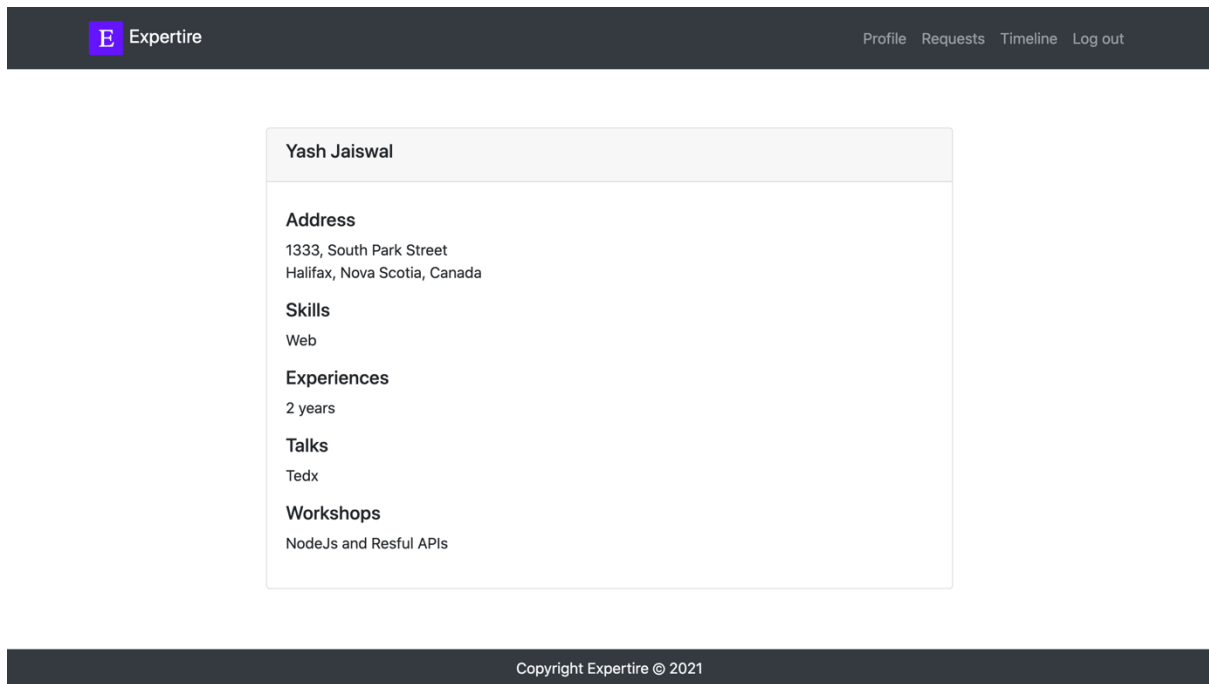 E Expertire
Profile Requests Timeline Log out
Yash Jaiswal
Address
1333, South Park Street
Halifax, Nova Scotia, Canada
Skills
Web
Experiences
2 years
Talks
Tedx
Workshops
NodeJs and Resful APIs
Copyright Expertire © 2021